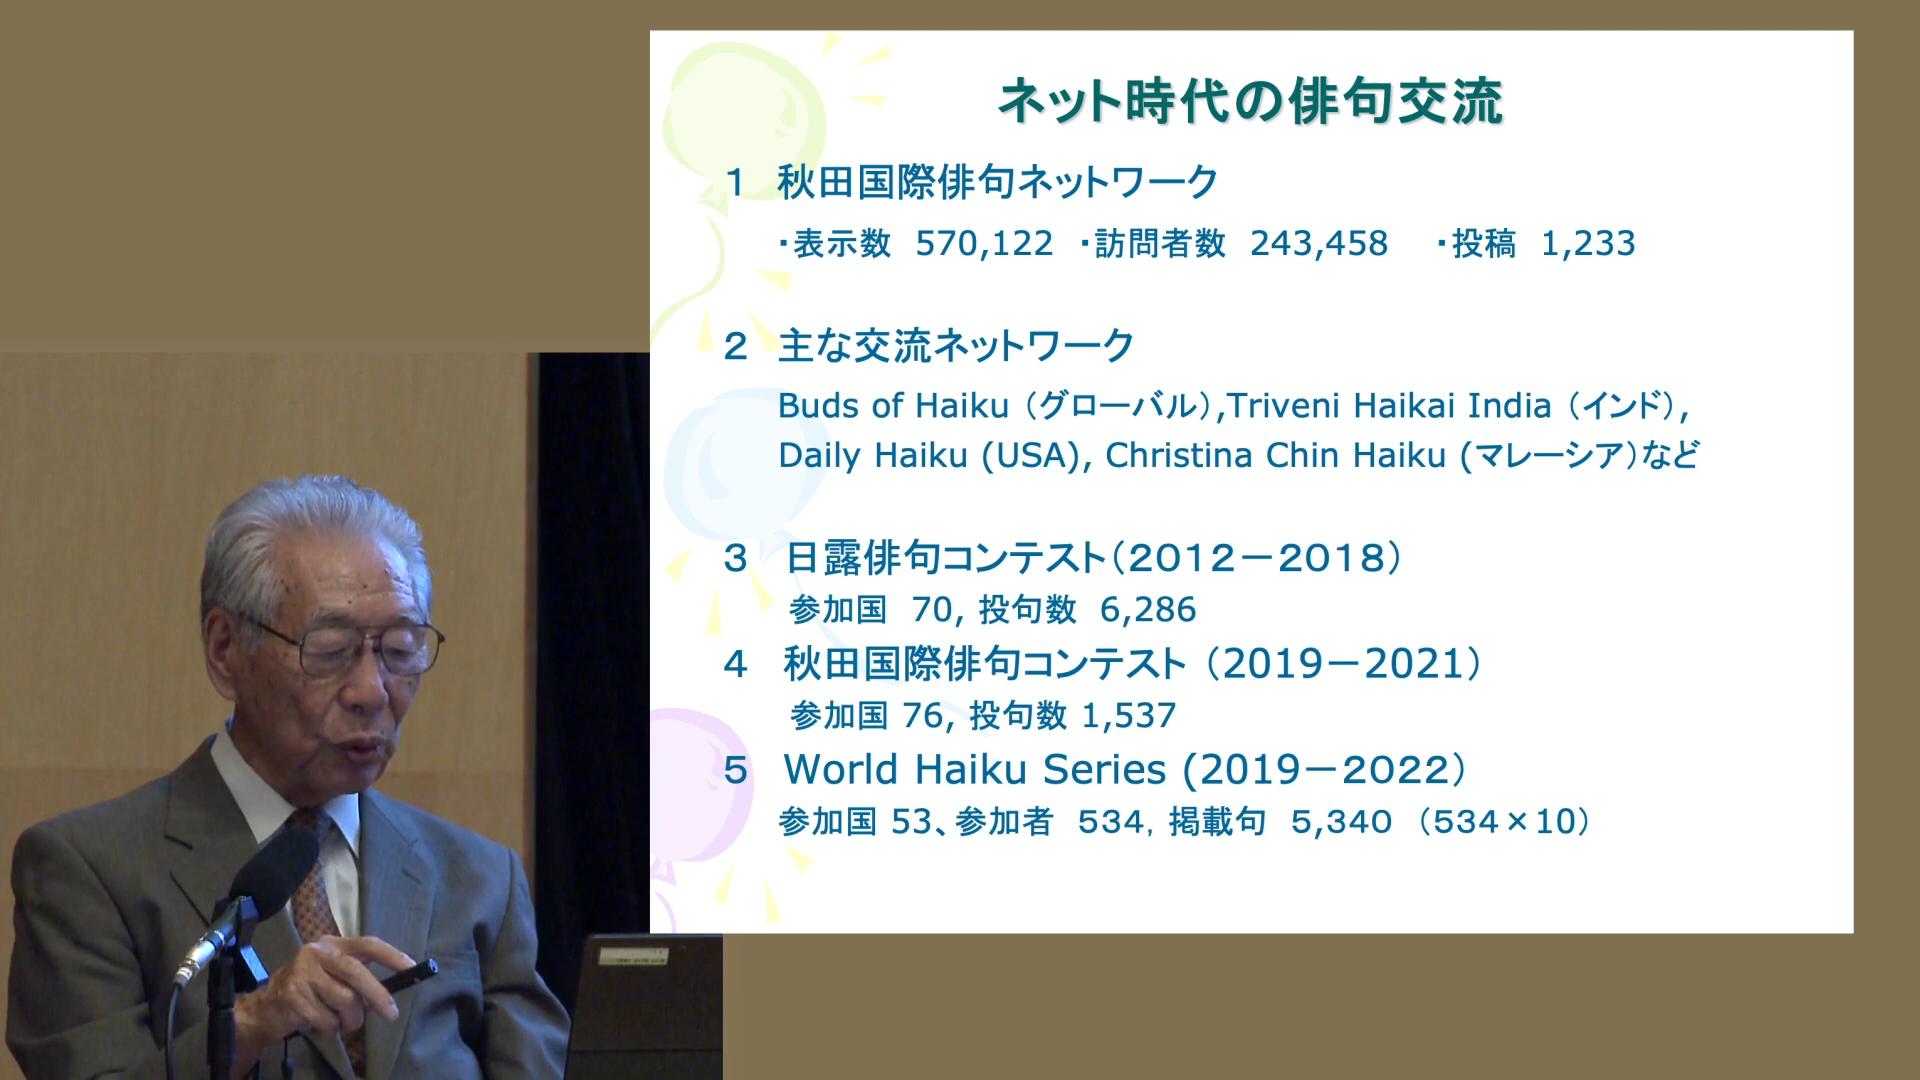 ネット時代の俳句交流
１ 秋田国際俳句ネットワーク
・表示数 570,122 ・訪問者数 243,458 ・投稿 1,233
２ 主な交流ネットワーク
Buds of Haiku（グローバル）,Triveni Haikai India（インド）,
Daily Haiku (USA), Christina Chin Haiku (マレーシア）など
３ 日露俳句コンテスト（２０１２－２０１８）
参加国 70, 投句数 6,286
４ 秋田国際俳句コンテスト（2019－2021）
参加国 76, 投句数 1,537
５ World Haiku Series (2019－２０２２）
参加国 53、参加者 ５３４，掲載句 ５,３４０ （５３４×１０）